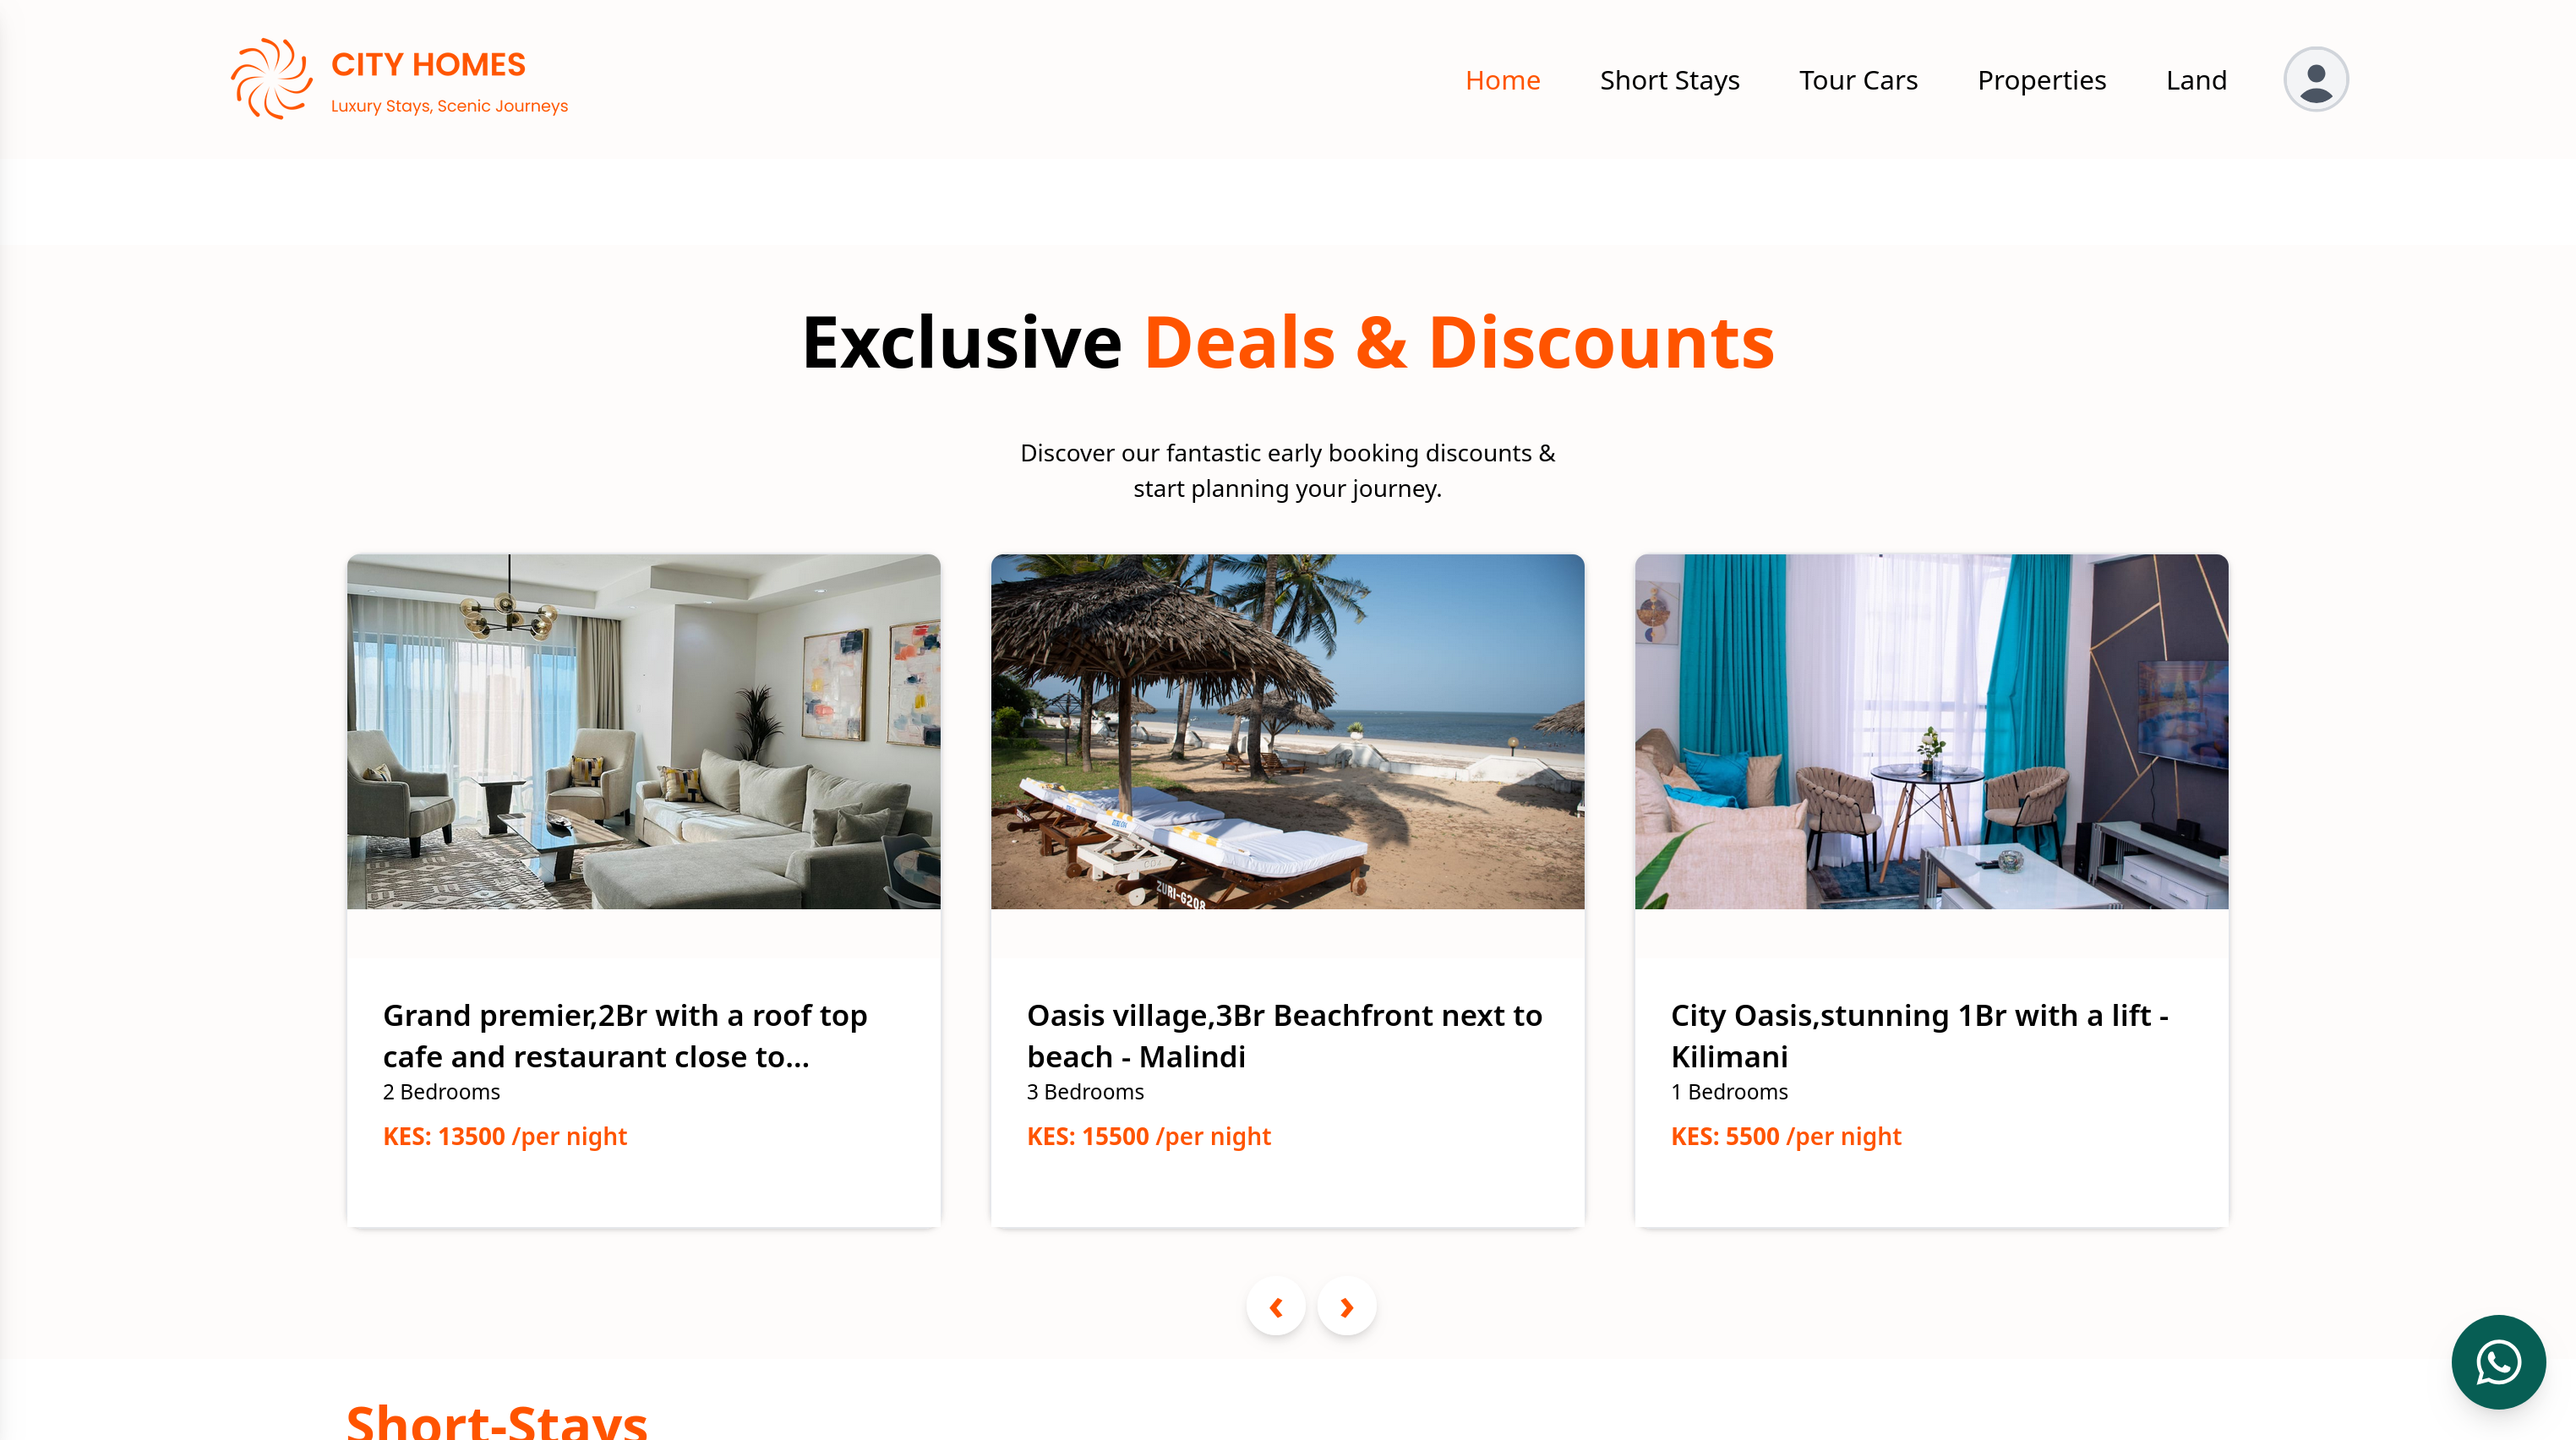 CITY HOMES
Luxury Stays, Scenic Journeys
Home Short Stays Tour Cars Properties Land
Exclusive Deals & Discounts
Discover our fantastic early booking discounts &
start planning your journey.
ZURI-G208
Grand premier,2Br with a roof top
cafe and restaurant close to...
2 Bedrooms
KES: 13500 /per night
Oasis village,3Br Beachfront next to
beach - Malindi
3 Bedrooms
KES: 15500 /per night
City Oasis,stunning 1Br with a lift -
Kilimani
1 Bedrooms
KES: 5500 /per night
‹ ›
Short-Stays